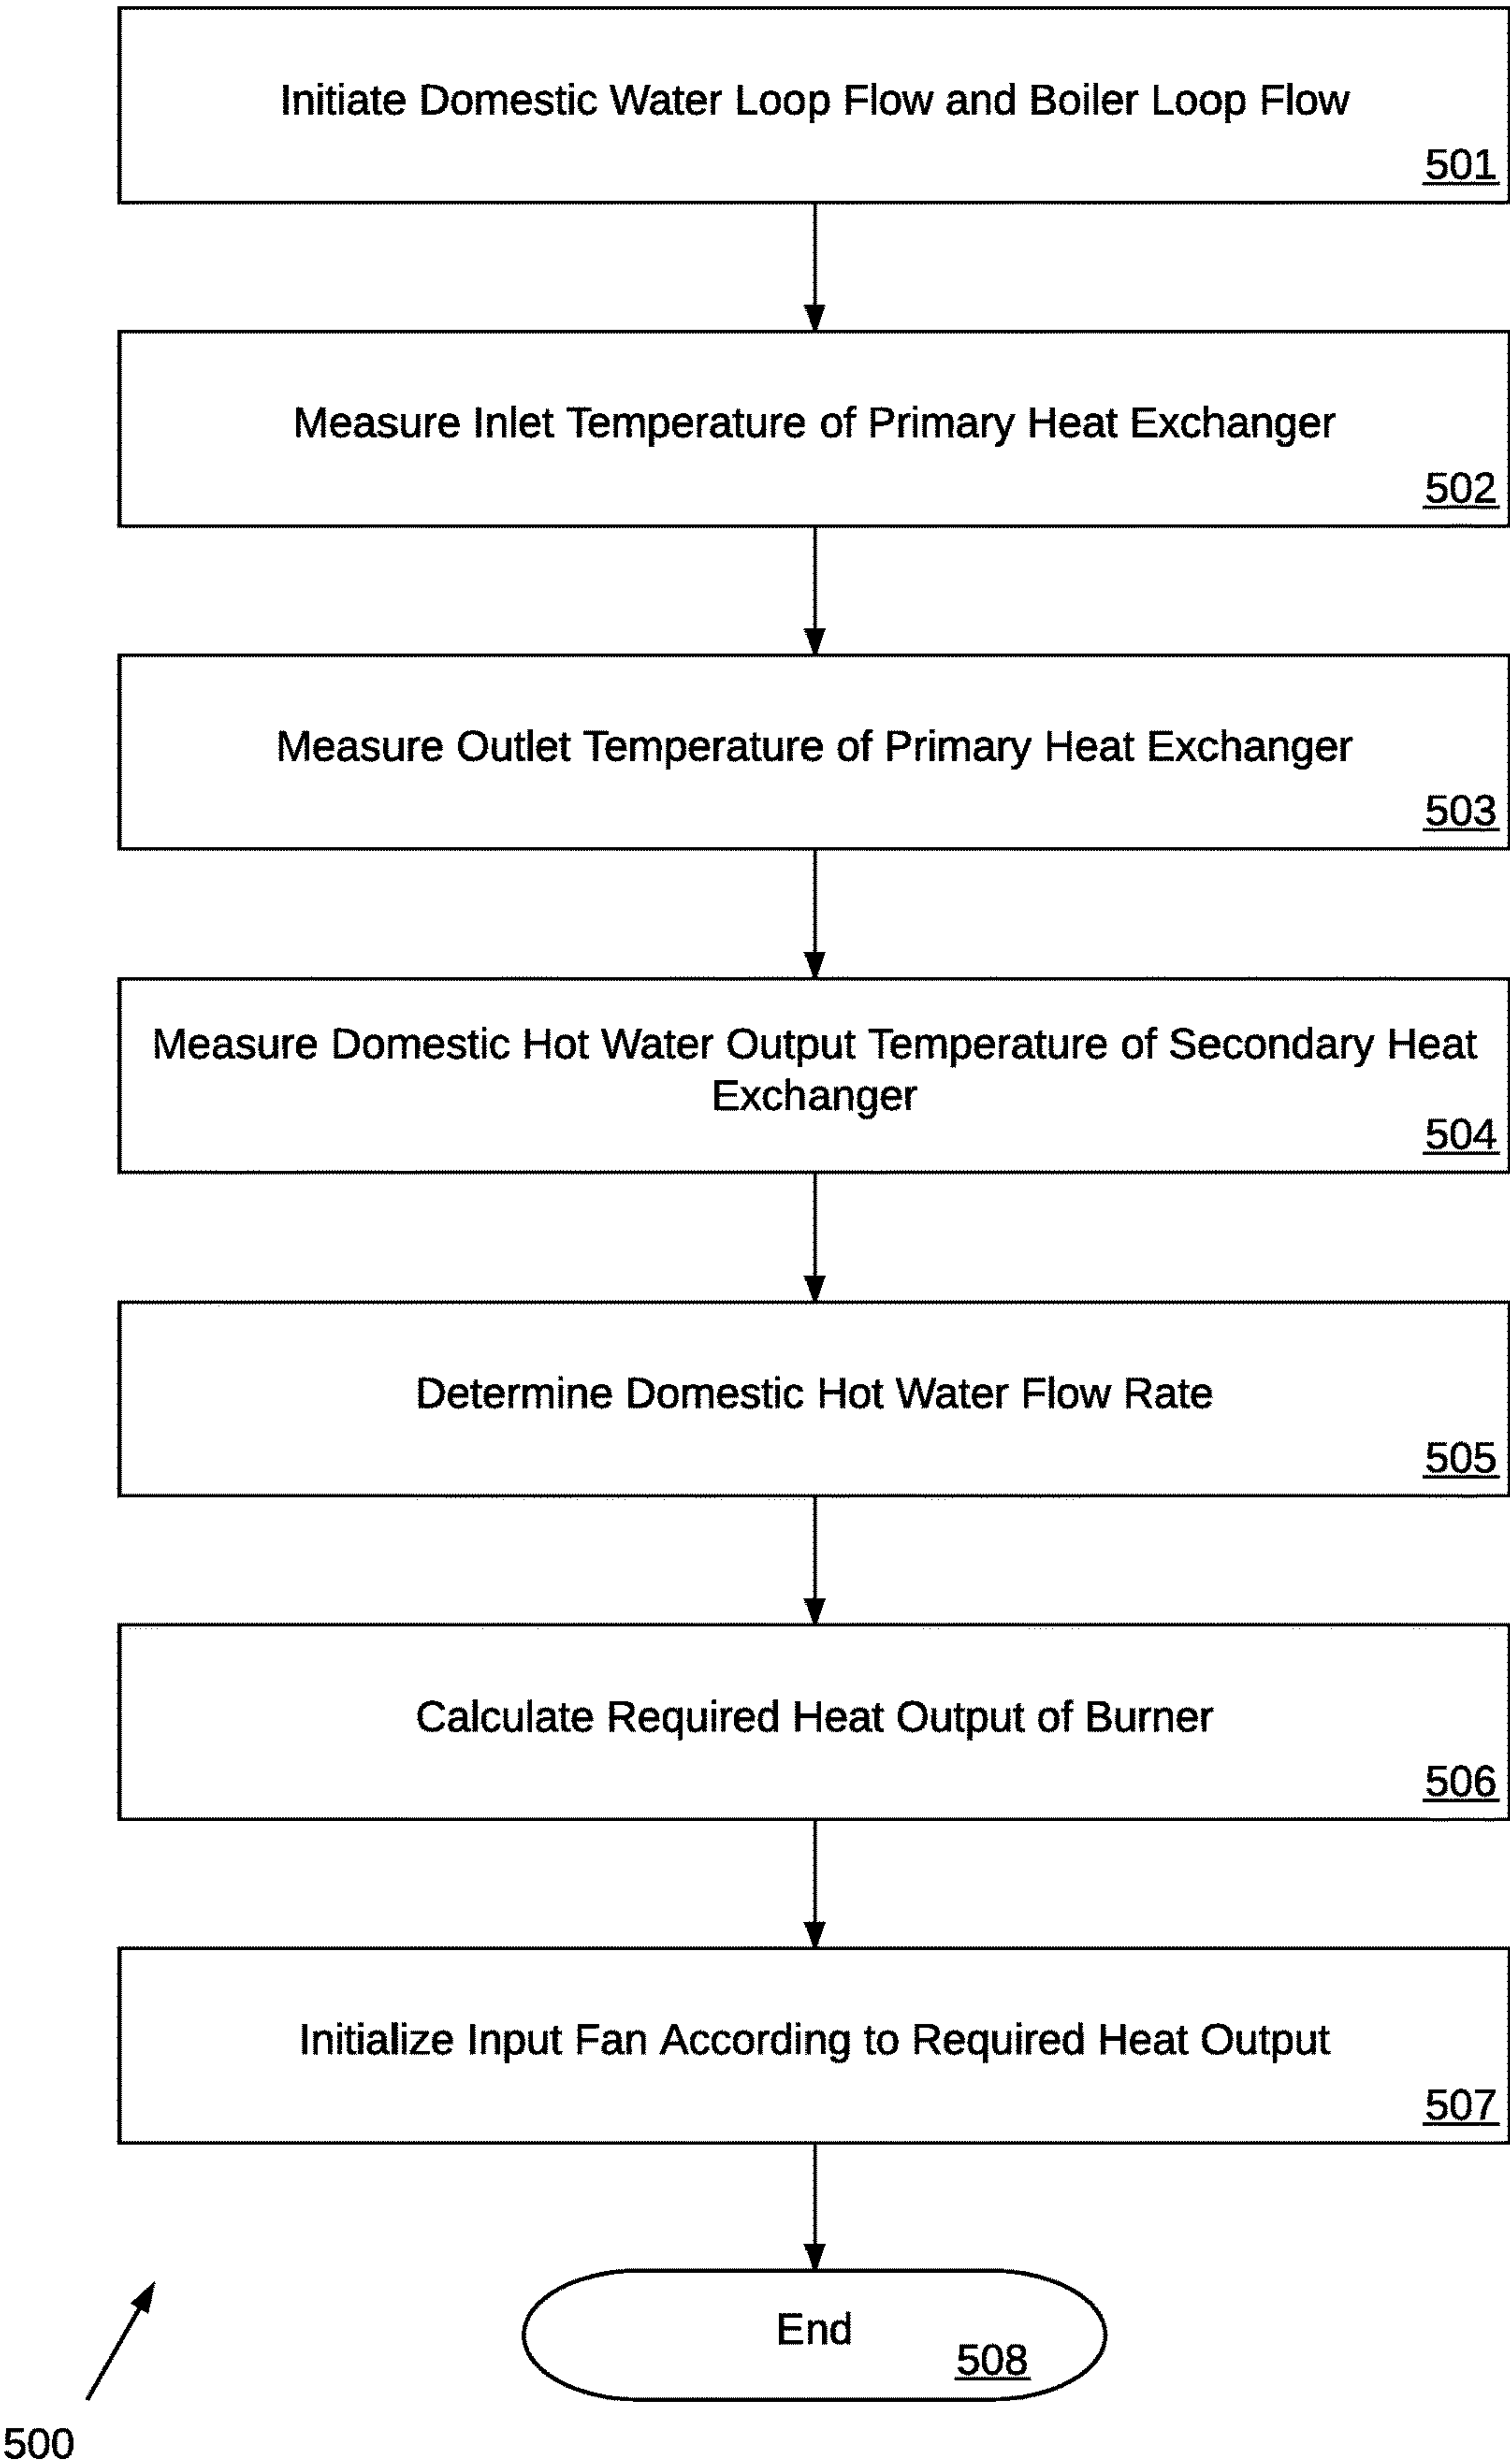 Initiate Domestic Water Loop Flow and Boiler Loop Flow
501
Measure Inlet Temperature of Primary Heat Exchanger
502
Measure Outlet Temperature of Primary Heat Exchanger
503
Measure Domestic Hot Water Output Temperature of Secondary Heat
Exchanger
504
Determine Domestic Hot Water Flow Rate
505
Calculate Required Heat Output of Burner
506
Initialize Input Fan According to Required Heat Output
507
End
508
500